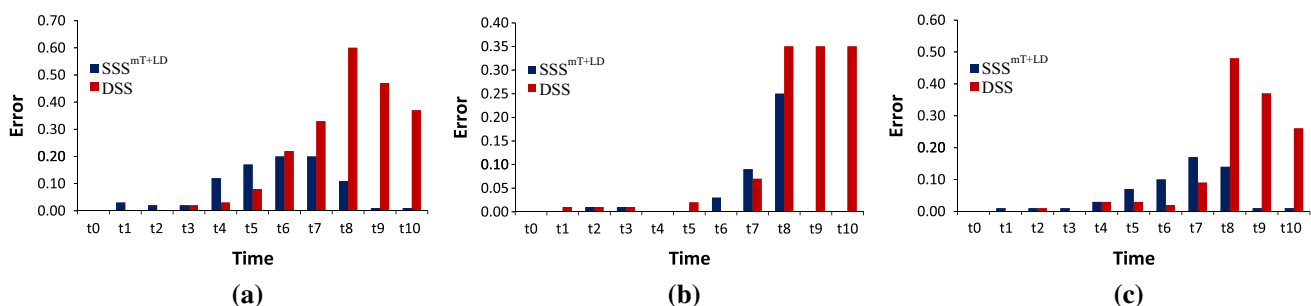 0.70
0.60
0.50
0.40
0.30
0.20
0.10
0.00
Error
SSS^mT+LD
DSS
t0 t1 t2 t3 t4 t5 t6 t7 t8 t9 t10
Time
(a)
0.40
0.35
0.30
0.25
0.20
0.15
0.10
0.05
0.00
Error
SSS^mT+LD
DSS
t0 t1 t2 t3 t4 t5 t6 t7 t8 t9 t10
Time
(b)
0.60
0.50
0.40
0.30
0.20
0.10
0.00
Error
SSS^mT+LD
DSS
t0 t1 t2 t3 t4 t5 t6 t7 t8 t9 t10
Time
(c)